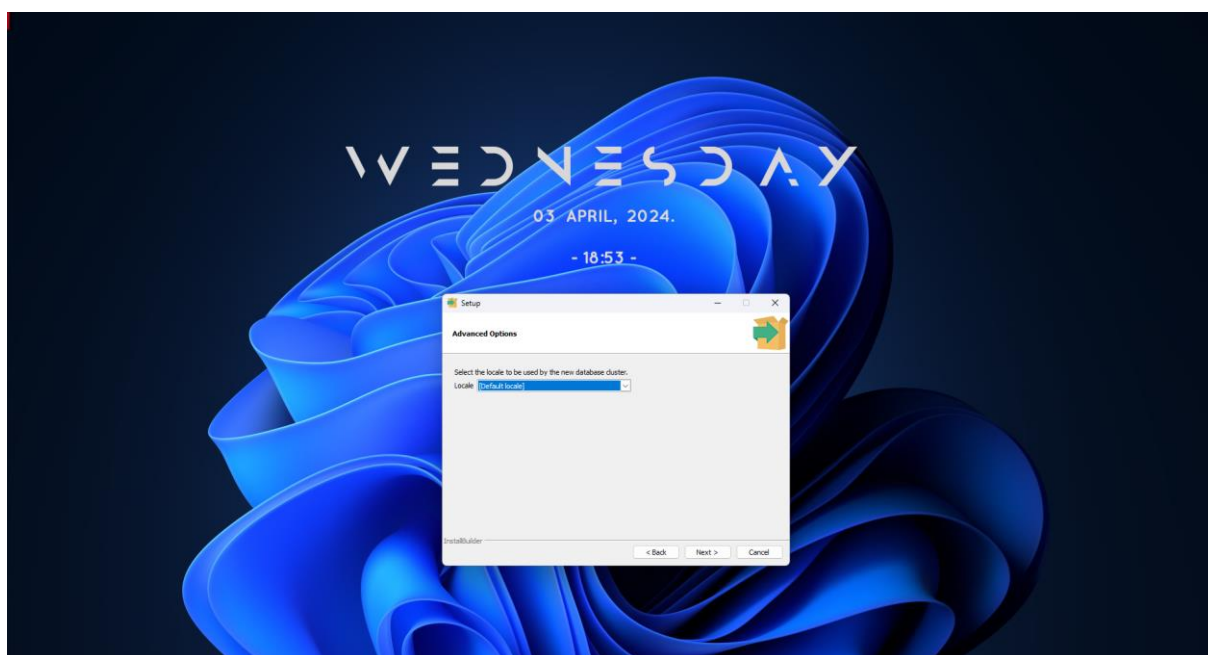 WEDNESDAY
03 APRIL, 2024.
- 18:53 -
Setup
Advanced Options
Select the locale to be used by the new database cluster.
Locale [Default locale]
InstallBuilder
< Back Next > Cancel